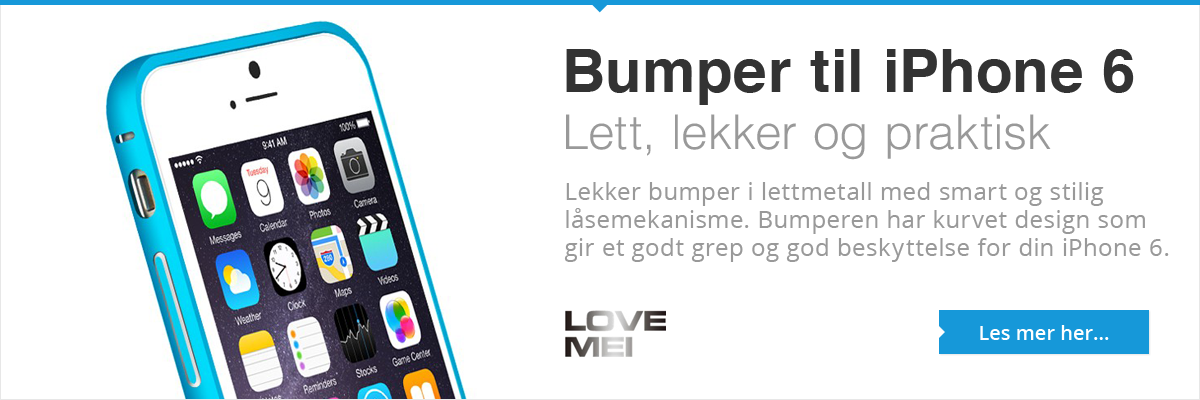 Bumper til iPhone 6
Lett, lekker og praktisk
Lekker bumper i lettmetall med smart og stilig
låsemekanisme. Bumperen har kurvet design som
gir et godt grep og god beskyttelse for din iPhone 6.
LOVE
MEI
Les mer her...
9:41 AM
100%
Tuesday
9
Messages
Calendar
Photos
Camera
280
Weather
Clock
Maps
Videos
Reminders
Stocks
Game Center